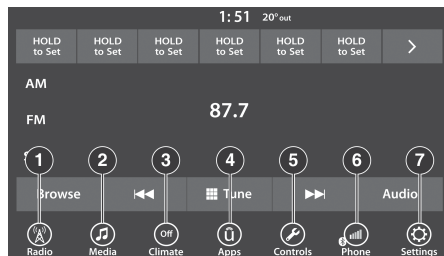 1:51 20° out
HOLD to Set HOLD to Set HOLD to Set HOLD to Set HOLD to Set HOLD to Set >
AM
87.7
FM
1 2 3 4 5 6 7
Browse Tune Audio
Off û
Radio Media Climate Apps Controls Phone Settings